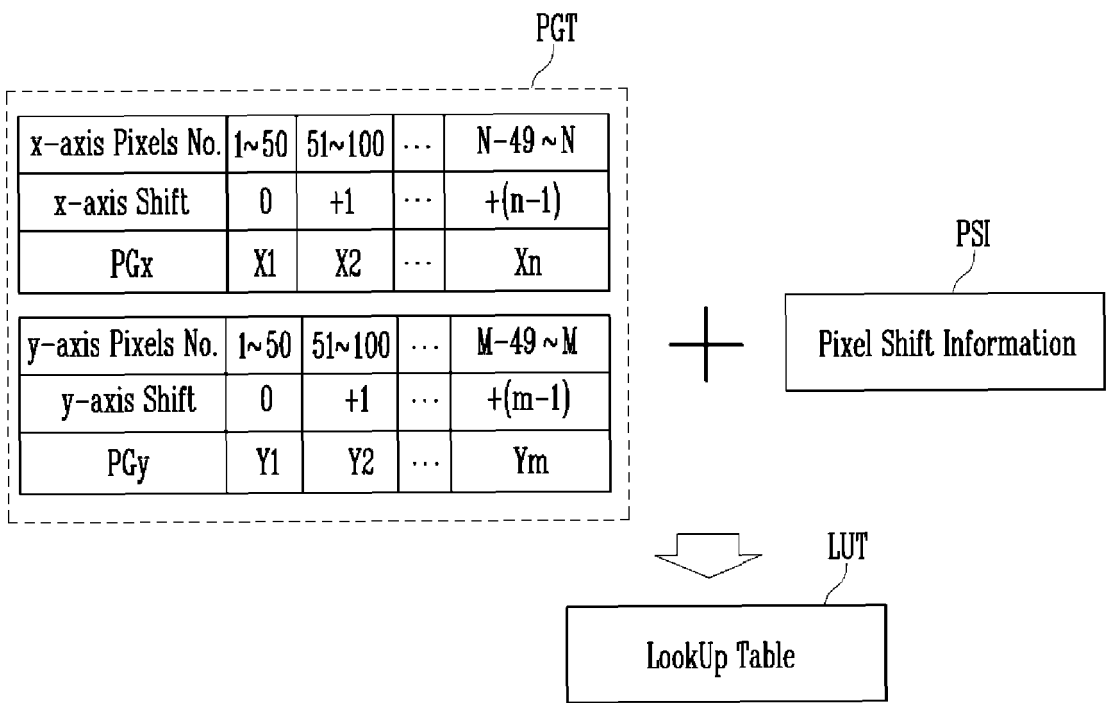 PGT
x-axis Pixels No. 1~50 51~100 ... N-49~N
x-axis Shift 0 +1 ... +(n-1)
PGx X1 X2 ... Xn
y-axis Pixels No. 1~50 51~100 ... M-49~M
y-axis Shift 0 +1 ... +(m-1)
PGy Y1 Y2 ... Ym
+
PSI
Pixel Shift Information
LUT
LookUp Table